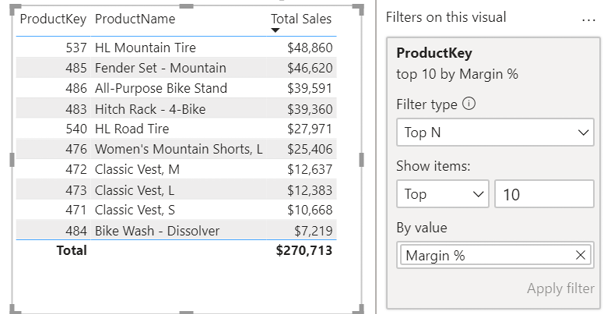 ProductKey ProductName Total Sales
537 HL Mountain Tire $48,860
485 Fender Set - Mountain $46,620
486 All-Purpose Bike Stand $39,591
483 Hitch Rack - 4-Bike $39,360
540 HL Road Tire $27,971
476 Women's Mountain Shorts, L $25,406
472 Classic Vest, M $12,637
473 Classic Vest, L $12,383
471 Classic Vest, S $10,668
484 Bike Wash - Dissolver $7,219
Total $270,713
Filters on this visual ...
ProductKey
top 10 by Margin %
Filter type
Top N
Show items:
Top 10
By value
Margin %
Apply filter